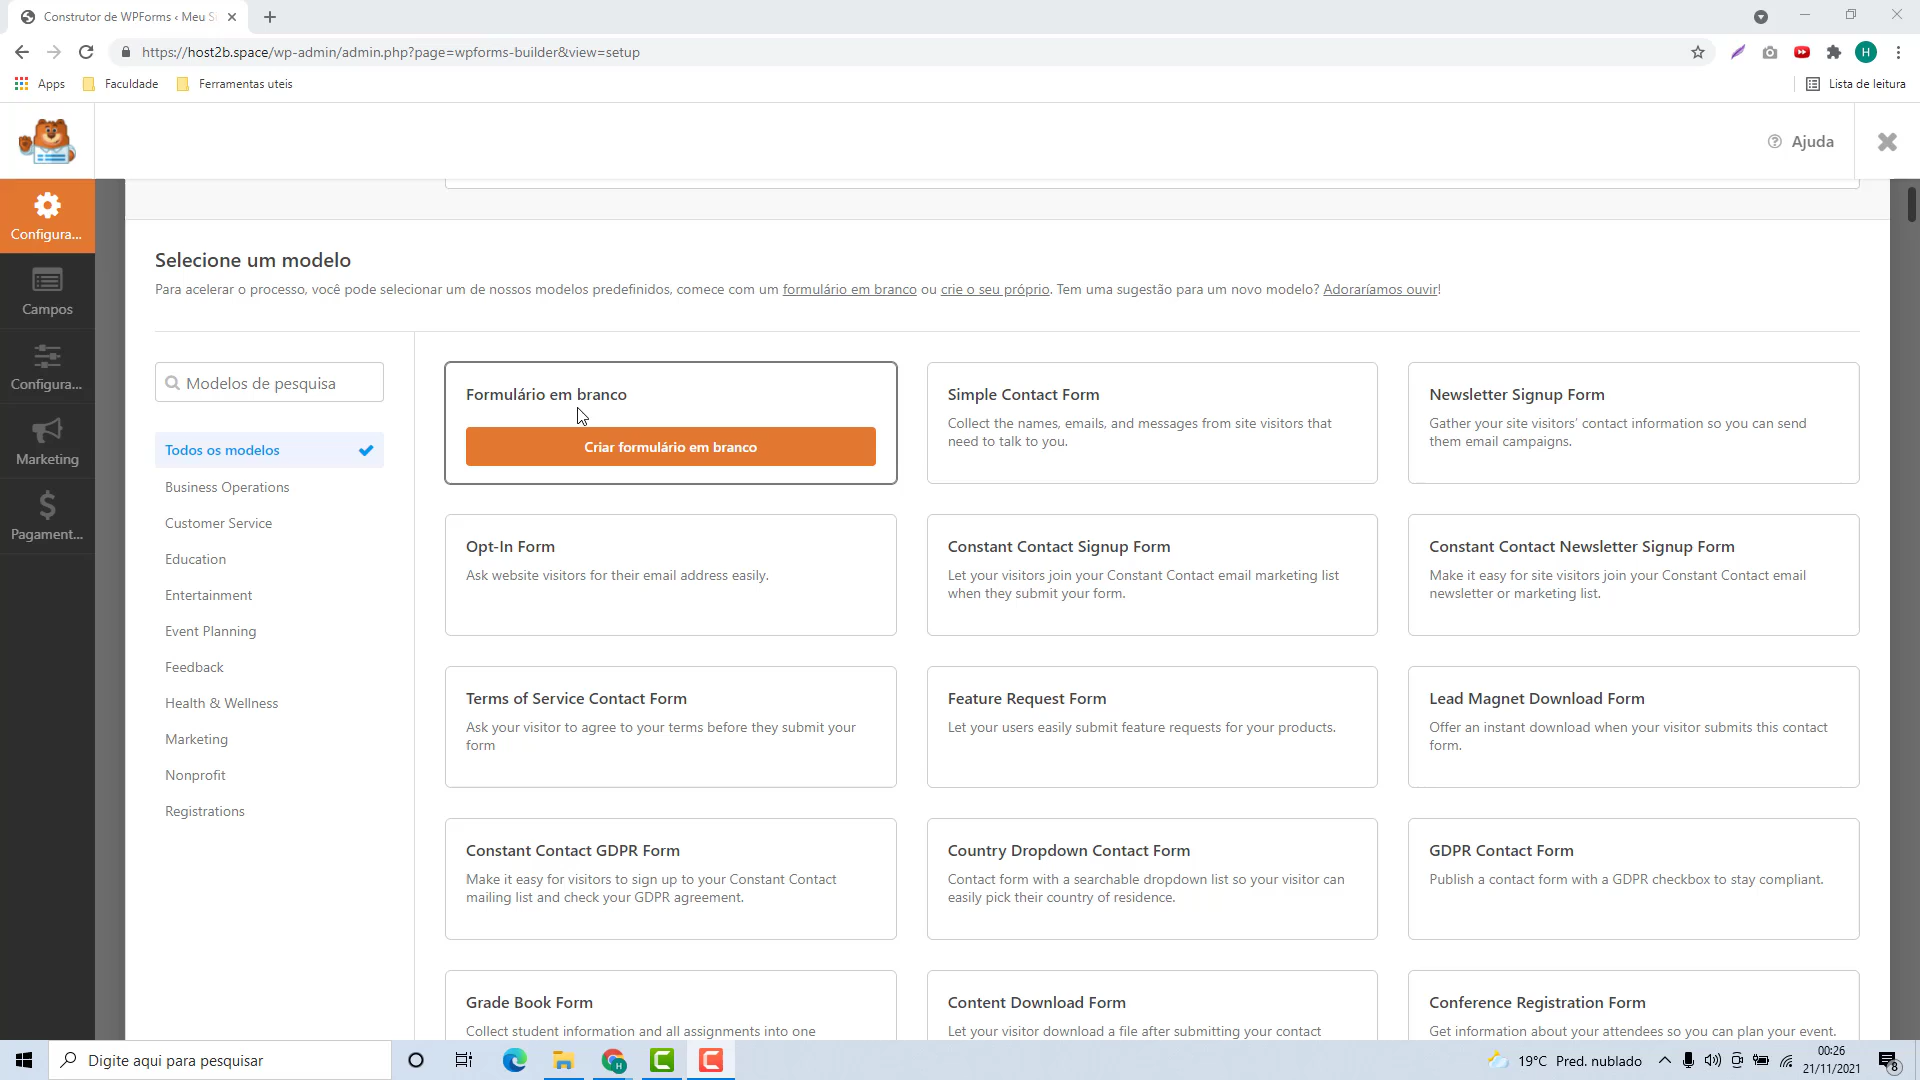 Construtor de WPForms ‹ Meu S
https://host2b.space/wp-admin/admin.php?page=wpforms-builder&view=setup
H
Apps
Faculdade
Ferramentas uteis
Lista de leitura
Ajuda
Configura...
Campos
Configura...
Marketing
Pagament...
Selecione um modelo
Para acelerar o processo, você pode selecionar um de nossos modelos predefinidos, comece com um formulário em branco ou crie o seu próprio. Tem uma sugestão para um novo modelo? Adoraríamos ouvir!
Modelos de pesquisa
Todos os modelos
Business Operations
Customer Service
Education
Entertainment
Event Planning
Feedback
Health & Wellness
Marketing
Nonprofit
Registrations
Formulário em branco
Criar formulário em branco
Simple Contact Form
Collect the names, emails, and messages from site visitors that
need to talk to you.
Newsletter Signup Form
Gather your site visitors’ contact information so you can send
them email campaigns.
Opt-In Form
Ask website visitors for their email address easily.
Constant Contact Signup Form
Let your visitors join your Constant Contact email marketing list
when they submit your form.
Constant Contact Newsletter Signup Form
Make it easy for site visitors join your Constant Contact email
newsletter or marketing list.
Terms of Service Contact Form
Ask your visitor to agree to your terms before they submit your
form
Feature Request Form
Let your users easily submit feature requests for your products.
Lead Magnet Download Form
Offer an instant download when your visitor submits this contact
form.
Constant Contact GDPR Form
Make it easy for visitors to sign up to your Constant Contact
mailing list and check your GDPR agreement.
Country Dropdown Contact Form
Contact form with a searchable dropdown list so your visitor can
easily pick their country of residence.
GDPR Contact Form
Publish a contact form with a GDPR checkbox to stay compliant.
Grade Book Form
Collect student information and all assignments into one
Content Download Form
Let your visitor download a file after submitting your contact
Conference Registration Form
Get information about your attendees so you can plan your event.
Digite aqui para pesquisar
19°C Pred. nublado
00:26
21/11/2021
8